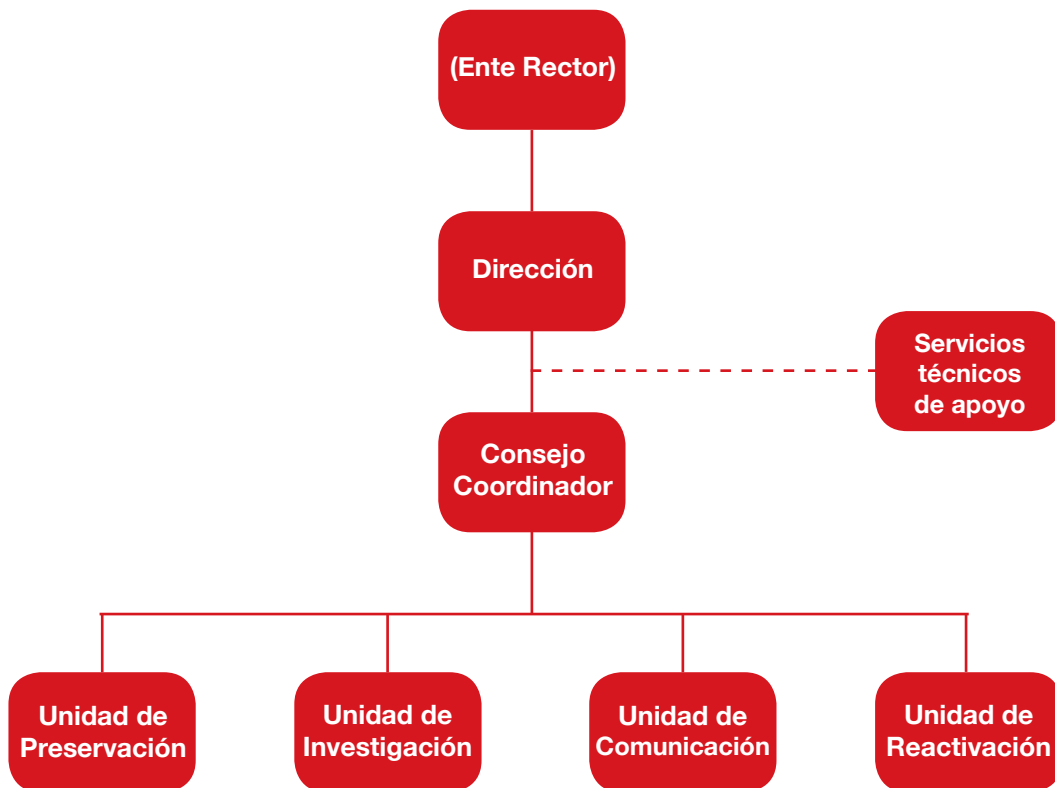 (Ente Rector)
Dirección
Servicios
técnicos
de apoyo
Consejo
Coordinador
Unidad de
Preservación
Unidad de
Investigación
Unidad de
Comunicación
Unidad de
Reactivación